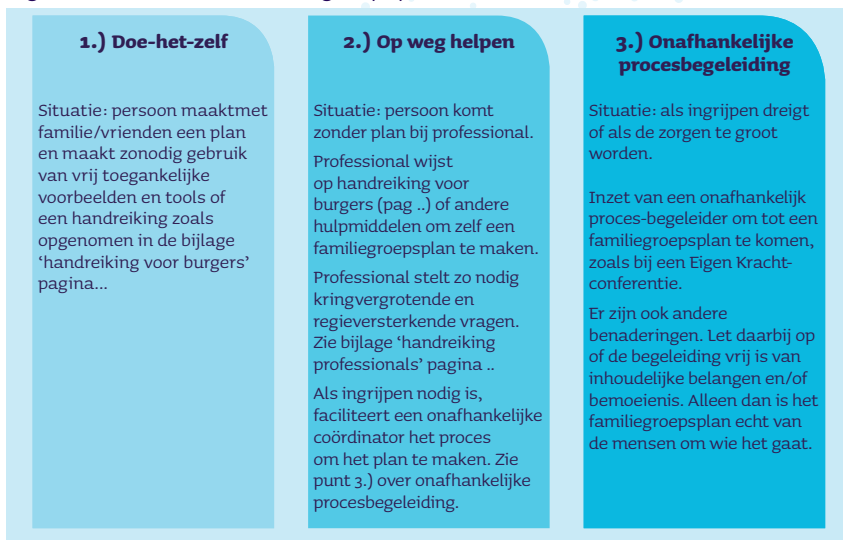 1.) Doe-het-zelf
Situatie: persoon maaktmet
familie/vrienden een plan
en maakt zonodig gebruik
van vrij toegankelijke
voorbeelden en tools of
een handreiking zoals
opgenomen in de bijlage
‘handreiking voor burgers’
pagina...
2.) Op weg helpen
Situatie: persoon komt
zonder plan bij professional.
Professional wijst
op handreiking voor
burgers (pag ..) of andere
hulpmiddelen om zelf een
familiegroepsplan te maken.
Professional stelt zo nodig
kringvergrotende en
regieversterkende vragen.
Zie bijlage ‘handreiking
professionals’ pagina ..
Als ingrijpen nodig is,
faciliteert een onafhankelijke
coördinator het proces
om het plan te maken. Zie
punt 3.) over onafhankelijke
procesbegeleiding.
3.) Onafhankelijke
procesbegeleiding
Situatie: als ingrijpen dreigt
of als de zorgen te groot
worden.
Inzet van een onafhankelijk
proces-begeleider om tot een
familiegroepsplan te komen,
zoals bij een Eigen Kracht-
conferentie.
Er zijn ook andere
benaderingen. Let daarbij op
of de begeleiding vrij is van
inhoudelijke belangen en/of
bemoeienis. Alleen dan is het
familiegroepsplan echt van
de mensen om wie het gaat.